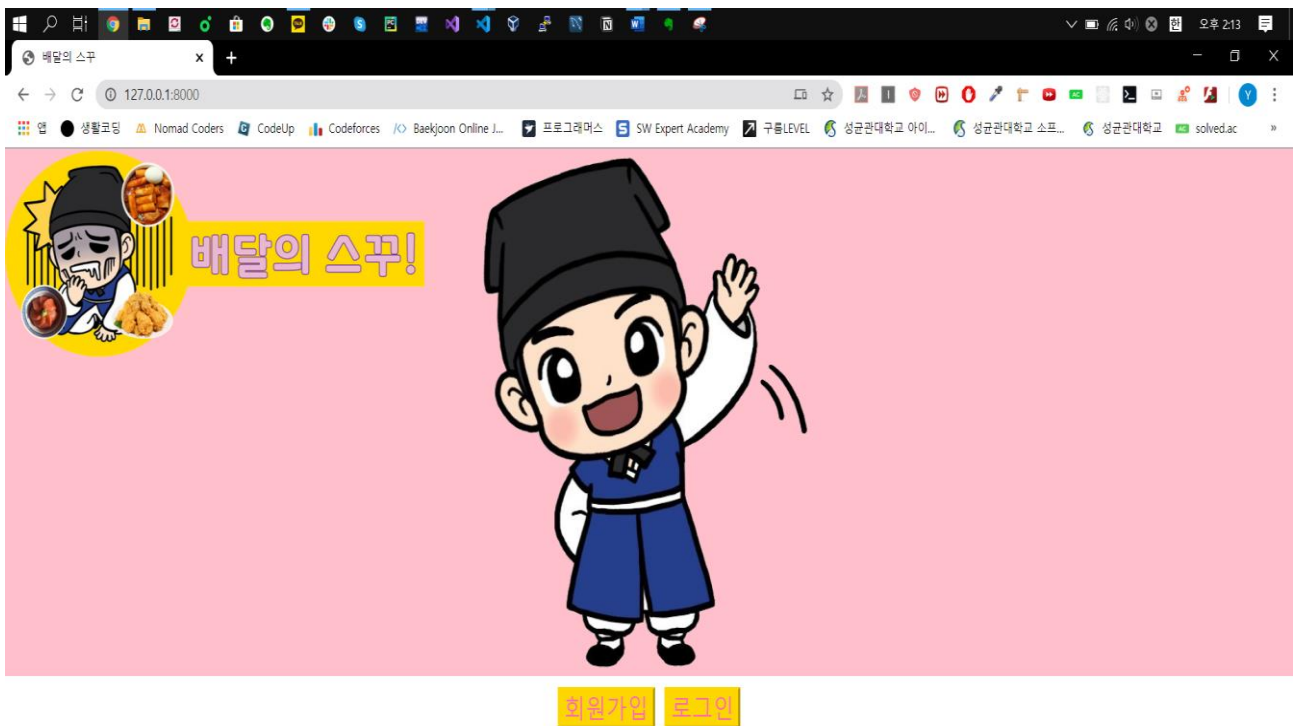 오후 2:13
한
배달의 스꾸
127.0.0.1:8000
앱 생활코딩 Nomad Coders CodeUp Codeforces Baekjoon Online J... 프로그래머스 SW Expert Academy 구름LEVEL 성균관대학교 아이... 성균관대학교 소프... 성균관대학교 solved.ac »
배달의 스꾸!
회원가입 로그인